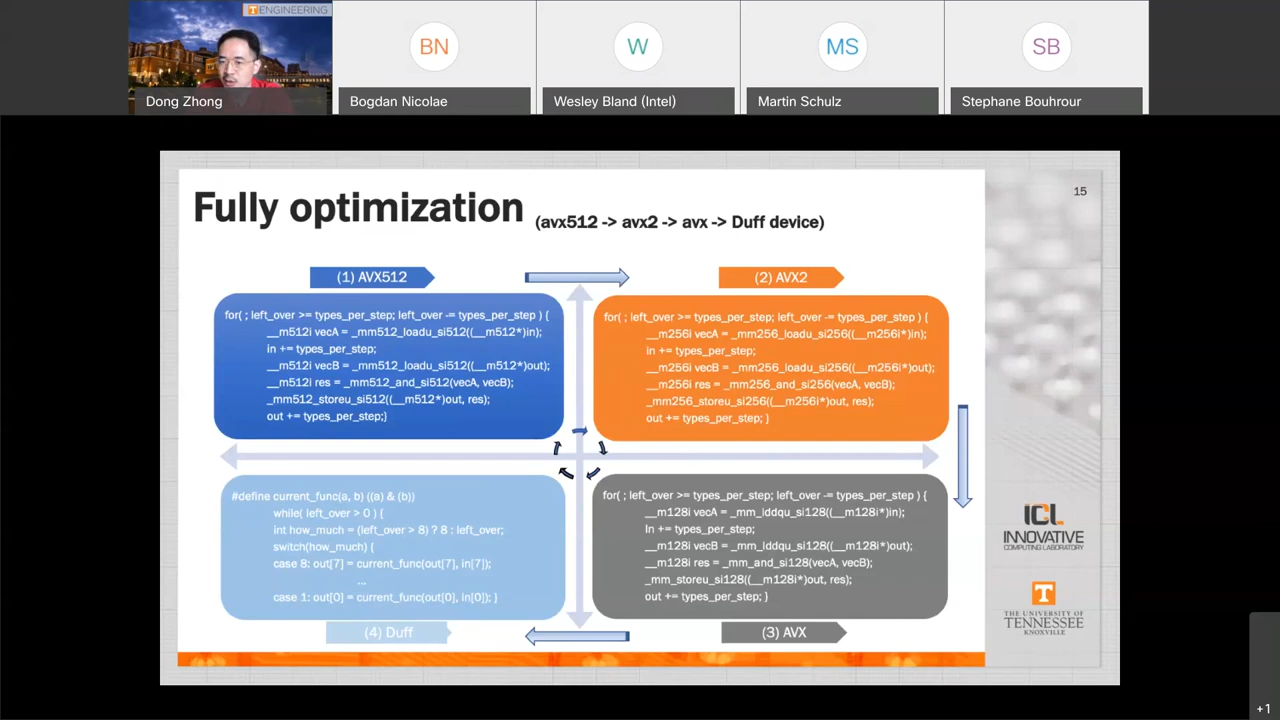 T ENGINEERING
Dong Zhong
BN
Bogdan Nicolae
W
Wesley Bland (Intel)
MS
Martin Schulz
SB
Stephane Bouhrour
15
Fully optimization (avx512 -> avx2 -> avx -> Duff device)
(1) AVX512
for( ; left_over >= types_per_step; left_over -= types_per_step ) {
__m512i vecA = _mm512_loadu_si512((__m512*)in);
in += types_per_step;
__m512i vecB = _mm512_loadu_si512((__m512*)out);
__m512i res = _mm512_and_si512(vecA, vecB);
_mm512_storeu_si512((__m512*)out, res);
out += types_per_step;}
(2) AVX2
for( ; left_over >= types_per_step; left_over -= types_per_step ) {
__m256i vecA = _mm256_loadu_si256((__m256i*)in);
in += types_per_step;
__m256i vecB = _mm256_loadu_si256((__m256i*)out);
__m256i res = _mm256_and_si256(vecA, vecB);
_mm256_storeu_si256((__m256i*)out, res);
out += types_per_step; }
#define current_func(a, b) ((a) & (b))
while( left_over > 0 ) {
int how_much = (left_over > 8) ? 8 : left_over;
switch(how_much) {
case 8: out[7] = current_func(out[7], in[7]);
...
case 1: out[0] = current_func(out[0], in[0]); }
(4) Duff
for( ; left_over >= types_per_step; left_over -= types_per_step ) {
__m128i vecA = _mm_lddqu_si128((__m128i*)in);
In += types_per_step;
__m128i vecB = _mm_lddqu_si128((__m128i*)out);
__m128i res = _mm_and_si128(vecA, vecB);
_mm_storeu_si128((__m128i*)out, res);
out += types_per_step; }
(3) AVX
ICL
INNOVATIVE
COMPUTING LABORATORY
T
THE UNIVERSITY OF
TENNESSEE
KNOXVILLE
+1